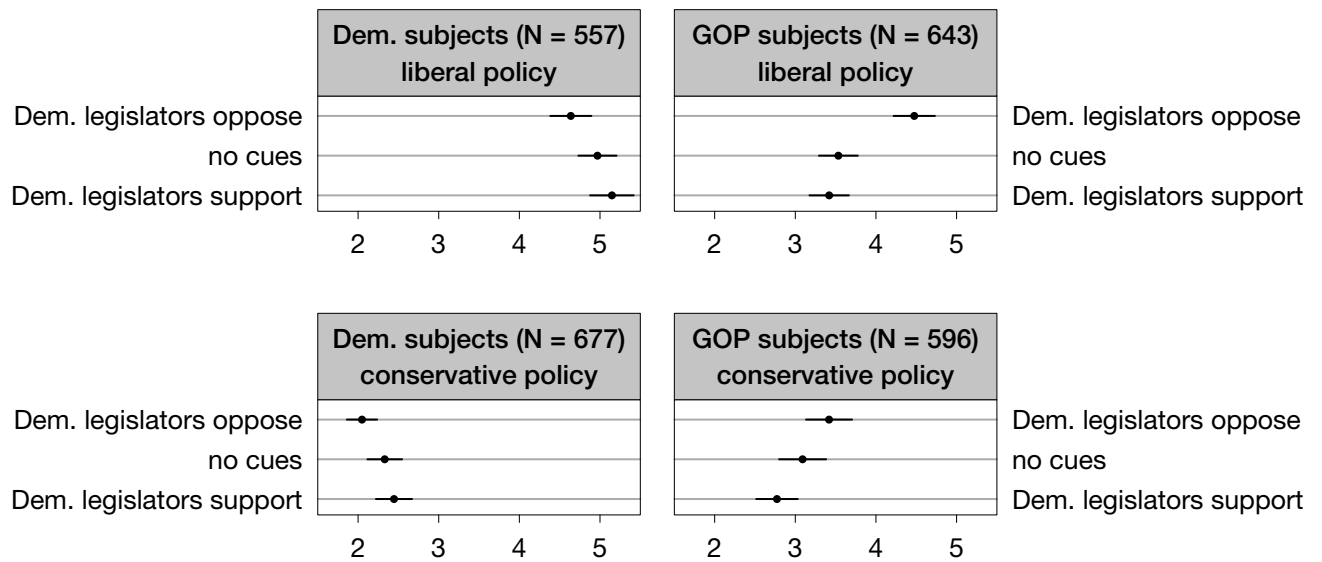 Dem. subjects (N = 557)
liberal policy
GOP subjects (N = 643)
liberal policy
Dem. legislators oppose
no cues
Dem. legislators support
Dem. legislators oppose
no cues
Dem. legislators support
2 3 4 5
2 3 4 5
Dem. subjects (N = 677)
conservative policy
GOP subjects (N = 596)
conservative policy
Dem. legislators oppose
no cues
Dem. legislators support
Dem. legislators oppose
no cues
Dem. legislators support
2 3 4 5
2 3 4 5